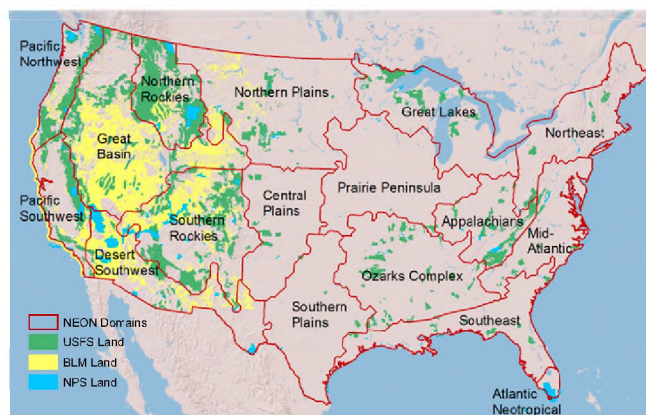 Pacific
Northwest
Northern
Rockies
Northern Plains
Great Lakes
Northeast
Great
Basin
Prairie Peninsula
Central
Plains
Appalachians
Pacific
Southwest
Southern
Rockies
Mid-
Atlantic
Desert
Southwest
Ozarks Complex
Southern
Plains
Southeast
Atlantic
Neotropical
NEON Domains
USFS Land
BLM Land
NPS Land